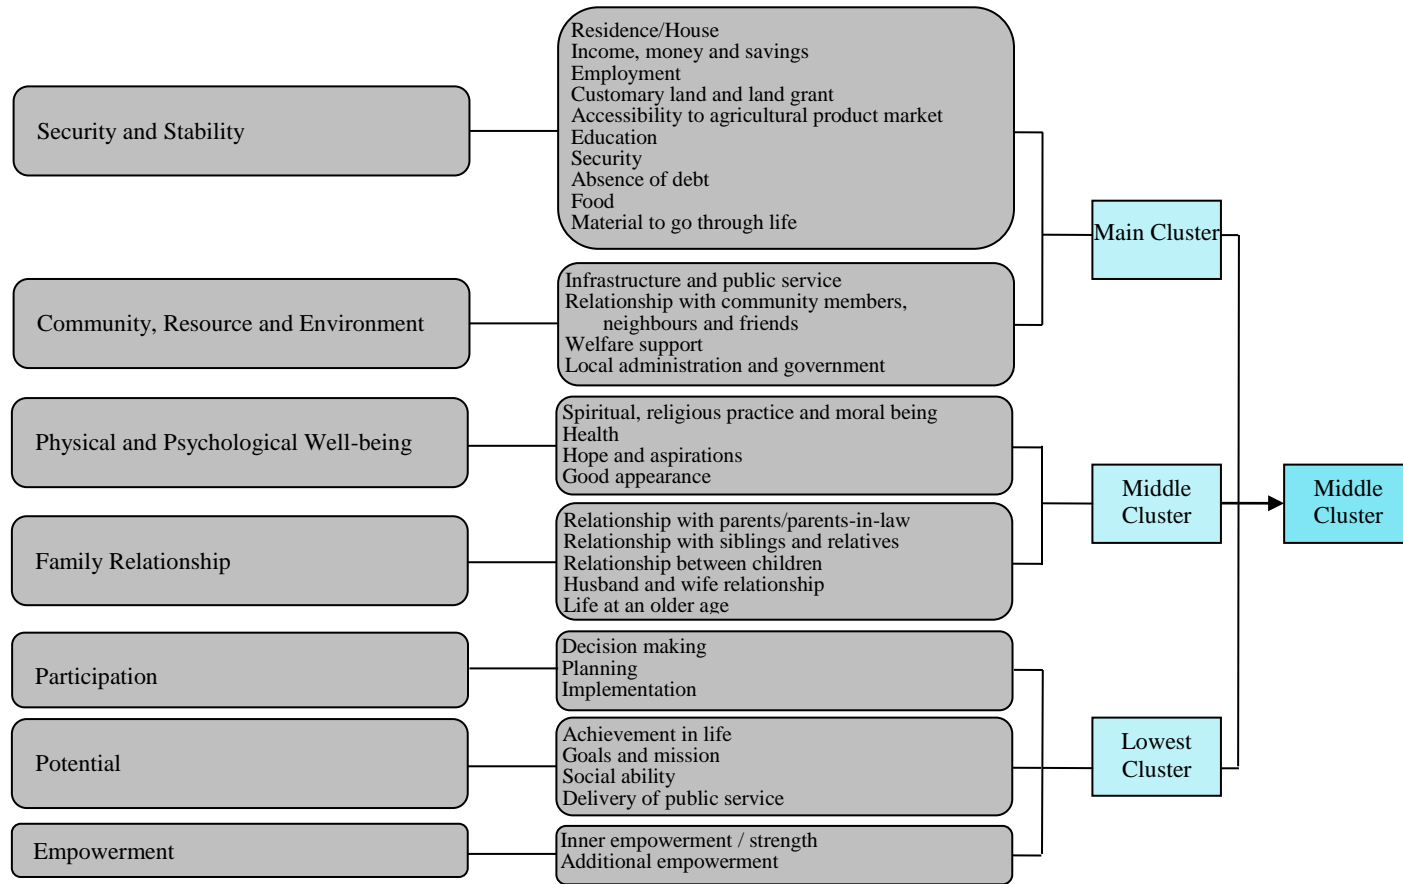 Security and Stability
Residence/House
Income, money and savings
Employment
Customary land and land grant
Accessibility to agricultural product market
Education
Security
Absence of debt
Food
Material to go through life
Community, Resource and Environment
Infrastructure and public service
Relationship with community members,
neighbours and friends
Welfare support
Local administration and government
Main Cluster
Physical and Psychological Well-being
Spiritual, religious practice and moral being
Health
Hope and aspirations
Good appearance
Family Relationship
Relationship with parents/parents-in-law
Relationship with siblings and relatives
Relationship between children
Husband and wife relationship
Life at an older age
Middle
Cluster
Middle
Cluster
Participation
Decision making
Planning
Implementation
Potential
Achievement in life
Goals and mission
Social ability
Delivery of public service
Empowerment
Inner empowerment / strength
Additional empowerment
Lowest
Cluster